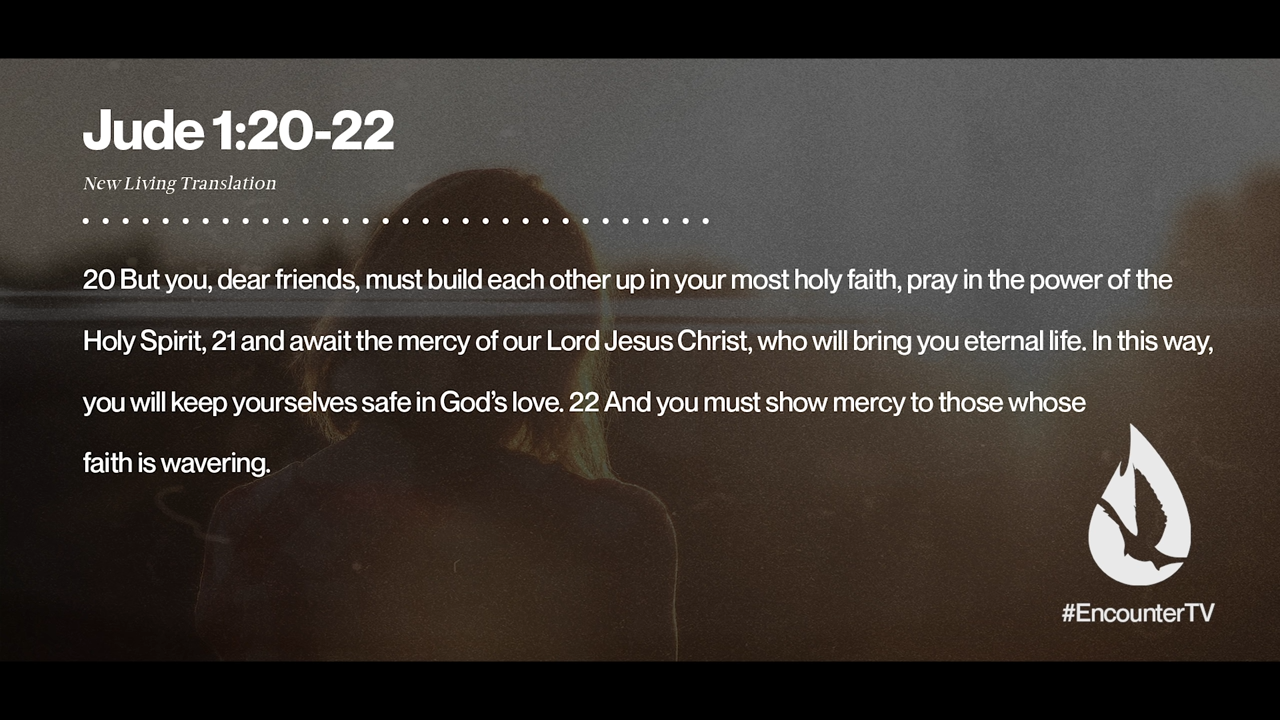 Jude 1:20-22
New Living Translation
20 But you, dear friends, must build each other up in your most holy faith, pray in the power of the
Holy Spirit, 21 and await the mercy of our Lord Jesus Christ, who will bring you eternal life. In this way,
you will keep yourselves safe in God’s love. 22 And you must show mercy to those whose
faith is wavering.
#EncounterTV